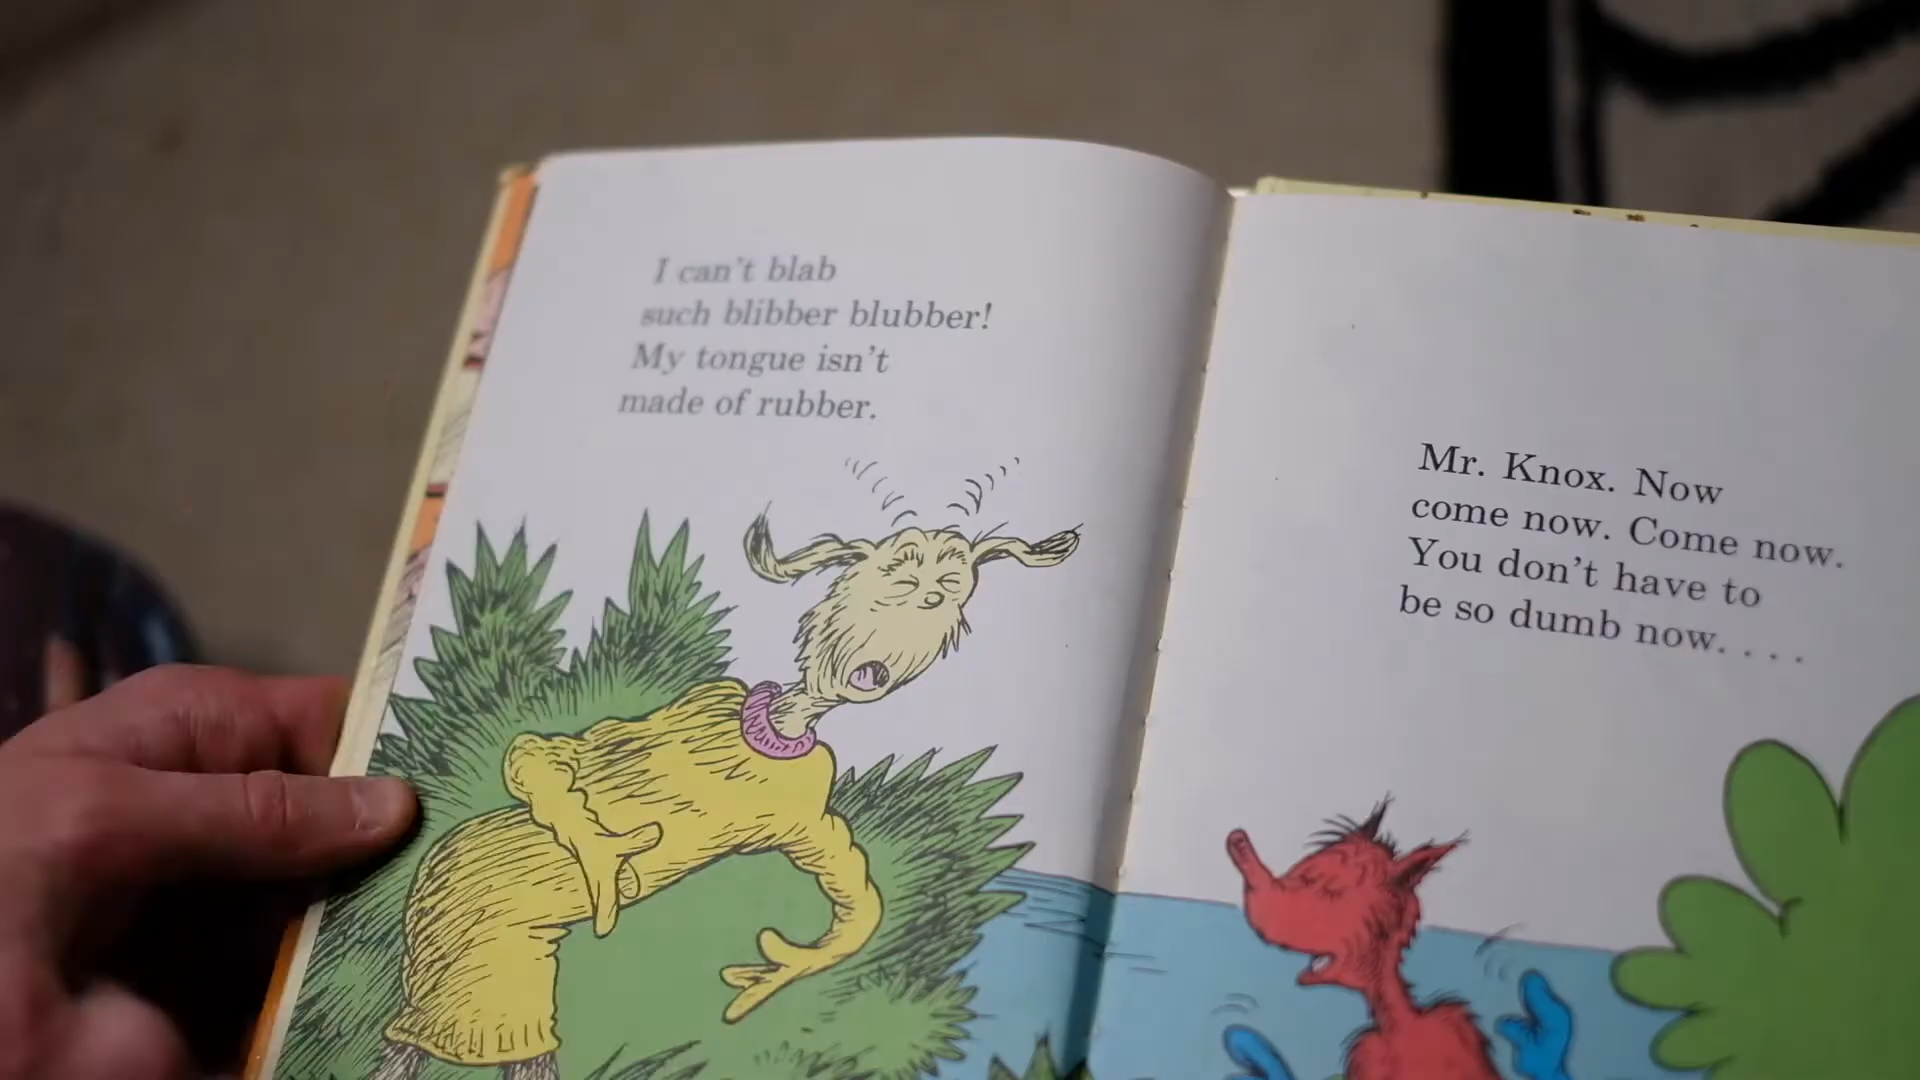 I can't blab
such blibber blubber!
My tongue isn't
made of rubber.
Mr. Knox. Now
come now. Come now.
You don't have to
be so dumb now. . . .